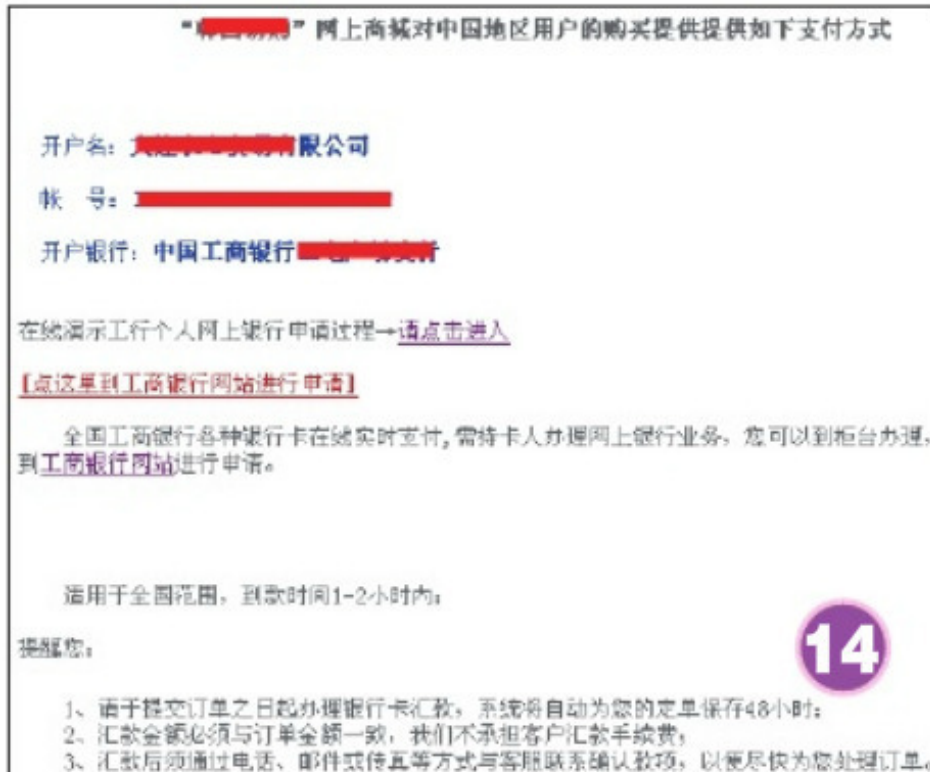 “ ”网上商城对中国地区用户的购买提供提供如下支付方式
开户名: 限公司
帐 号:
开户银行: 中国工商银行
在线演示工行个人网上银行申请过程→请点击进入
[点这里到工商银行网站进行申请]
全国工商银行各种银行卡在线实时支付,需持卡人办理网上银行业务，您可以到柜台办理，
到工商银行网站进行申请。
适用于全国范围，到款时间1-2小时内;
提醒您:
14
1、请于提交订单之日起办理银行卡汇款，系统将自动为您的定单保存48小时;
2、汇款金额必须与订单金额一致，我们不承担客户汇款手续费;
3、汇款后须通过电话、邮件或传真等方式与客服联系确认款项，以便尽快为您处理订单。